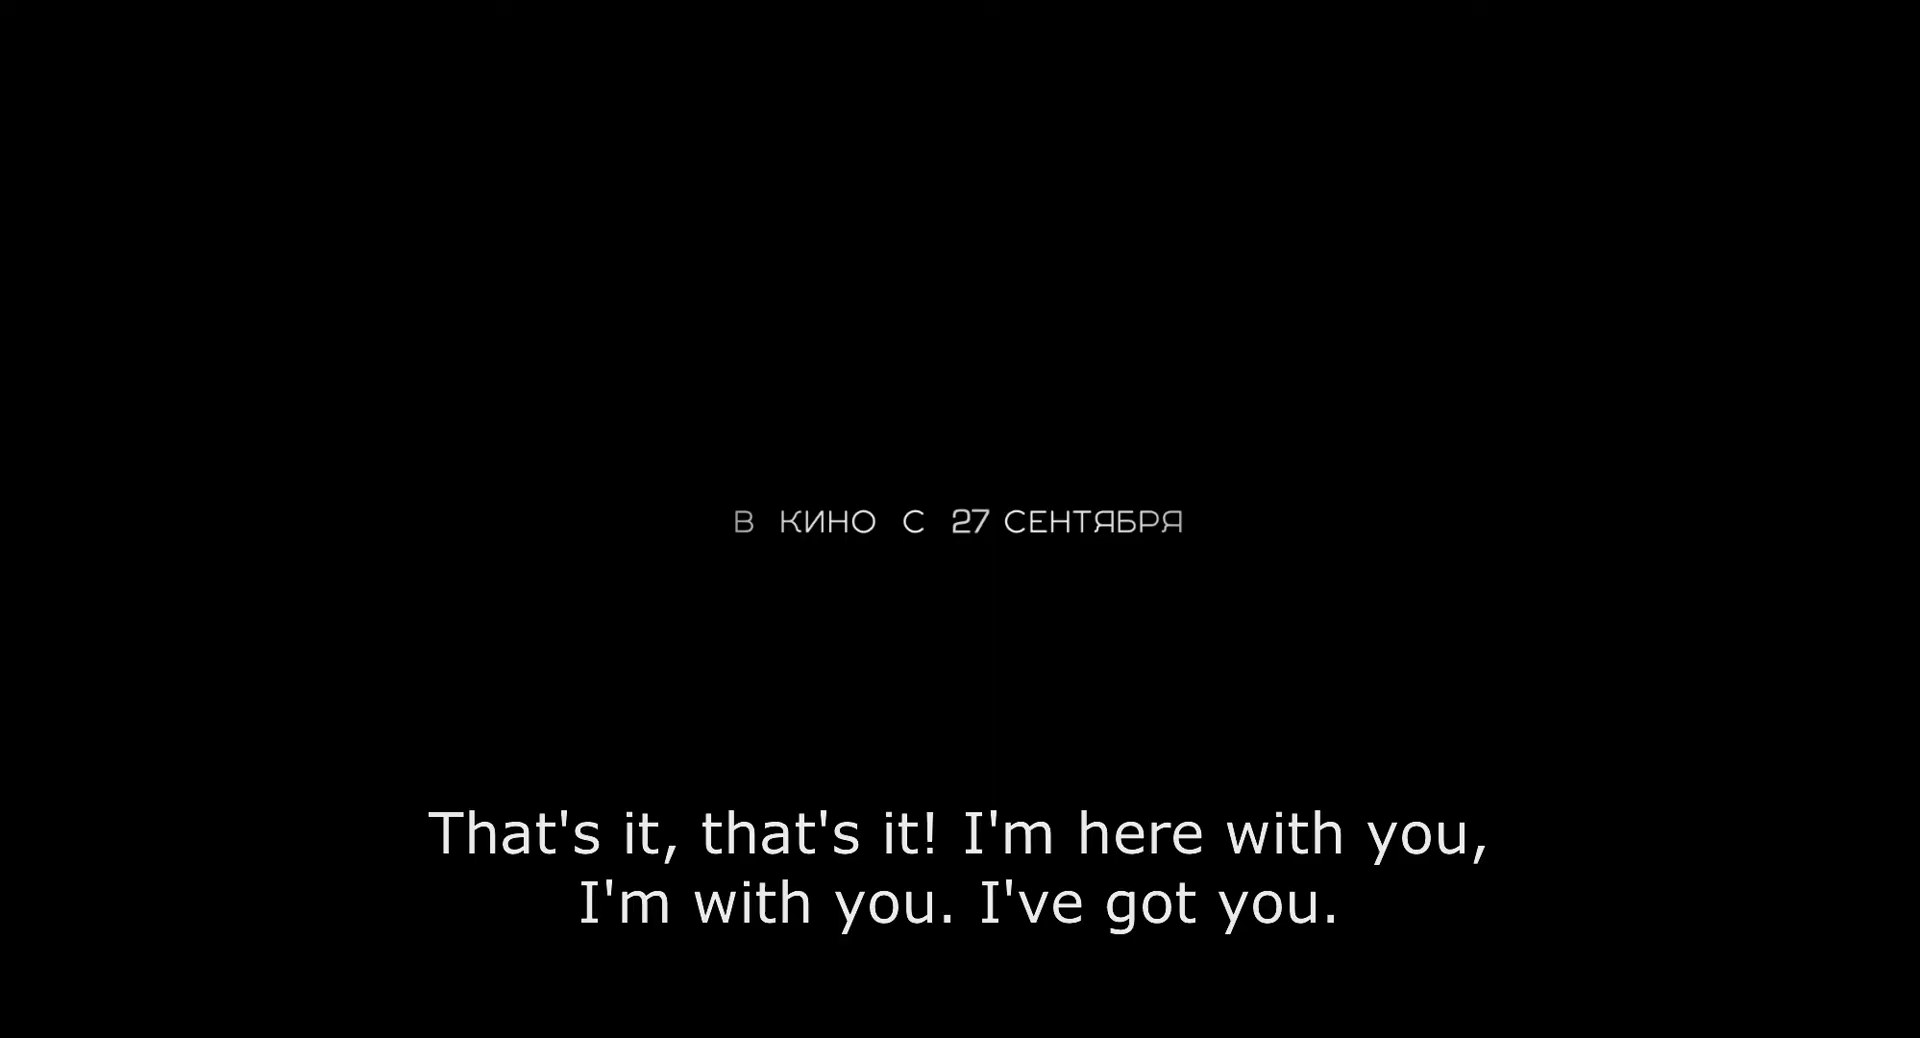 В КИНО С 27 СЕНТЯБРЯ
That's it, that's it! I'm here with you,
I'm with you. I've got you.